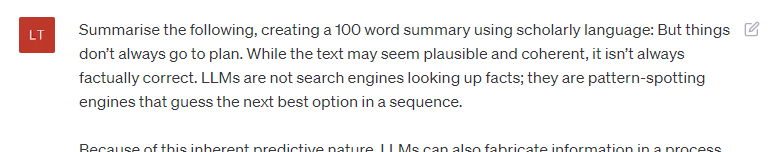 LT
Summarise the following, creating a 100 word summary using scholarly language: But things
don't always go to plan. While the text may seem plausible and coherent, it isn't always
factually correct. LLMs are not search engines looking up facts; they are pattern-spotting
engines that guess the next best option in a sequence.
Because of this inherent predictive nature, LLMs can also fabricate information in a process